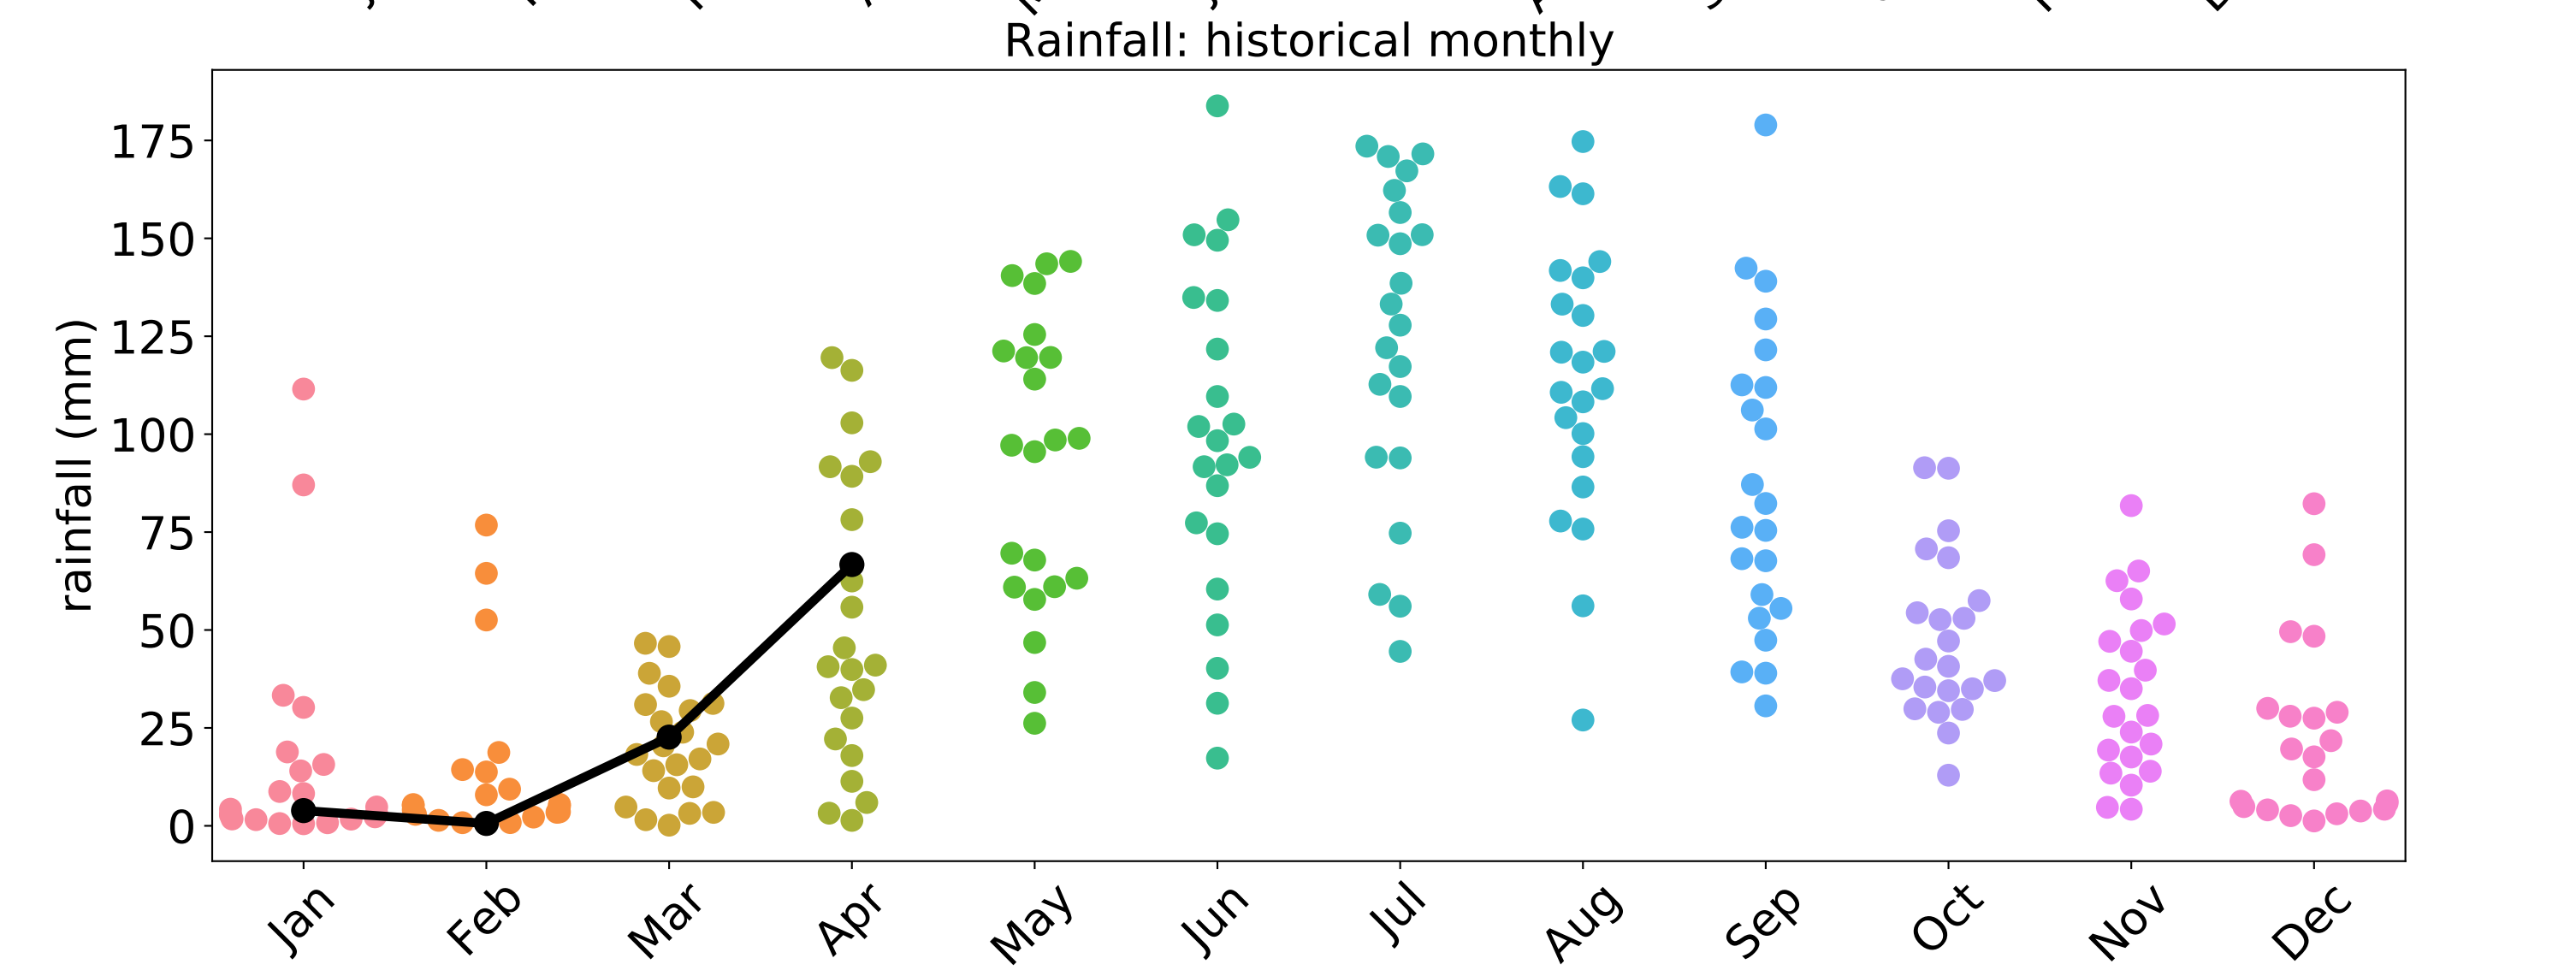 Rainfall: historical monthly
rainfall (mm)
175
150
125
100
75
50
25
0
Jan
Feb
Mar
Apr
May
Jun
Jul
Aug
Sep
Oct
Nov
Dec